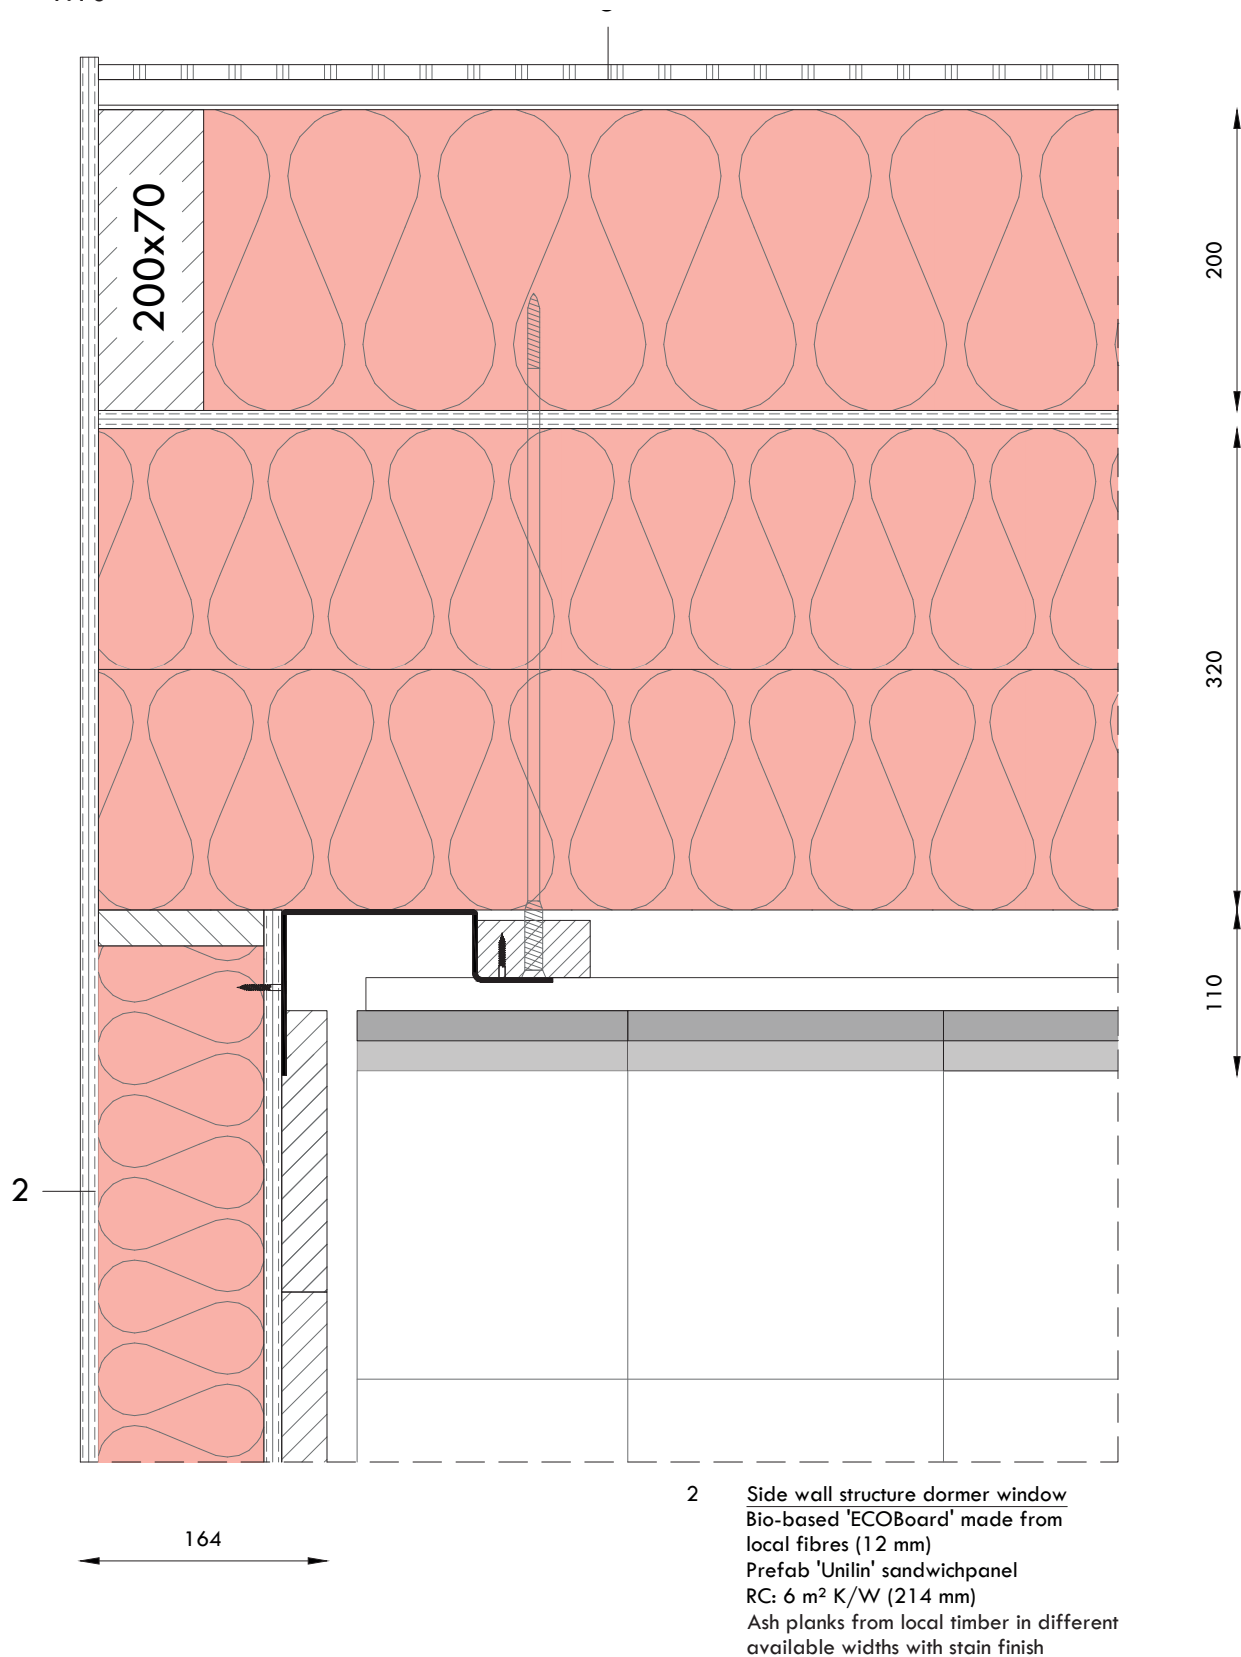 200x70
200
320
110
2
164
2 Side wall structure dormer window
Bio-based 'ECOBoard' made from
local fibres (12 mm)
Prefab 'Unilin' sandwichpanel
RC: 6 m² K/W (214 mm)
Ash planks from local timber in different
available widths with stain finish